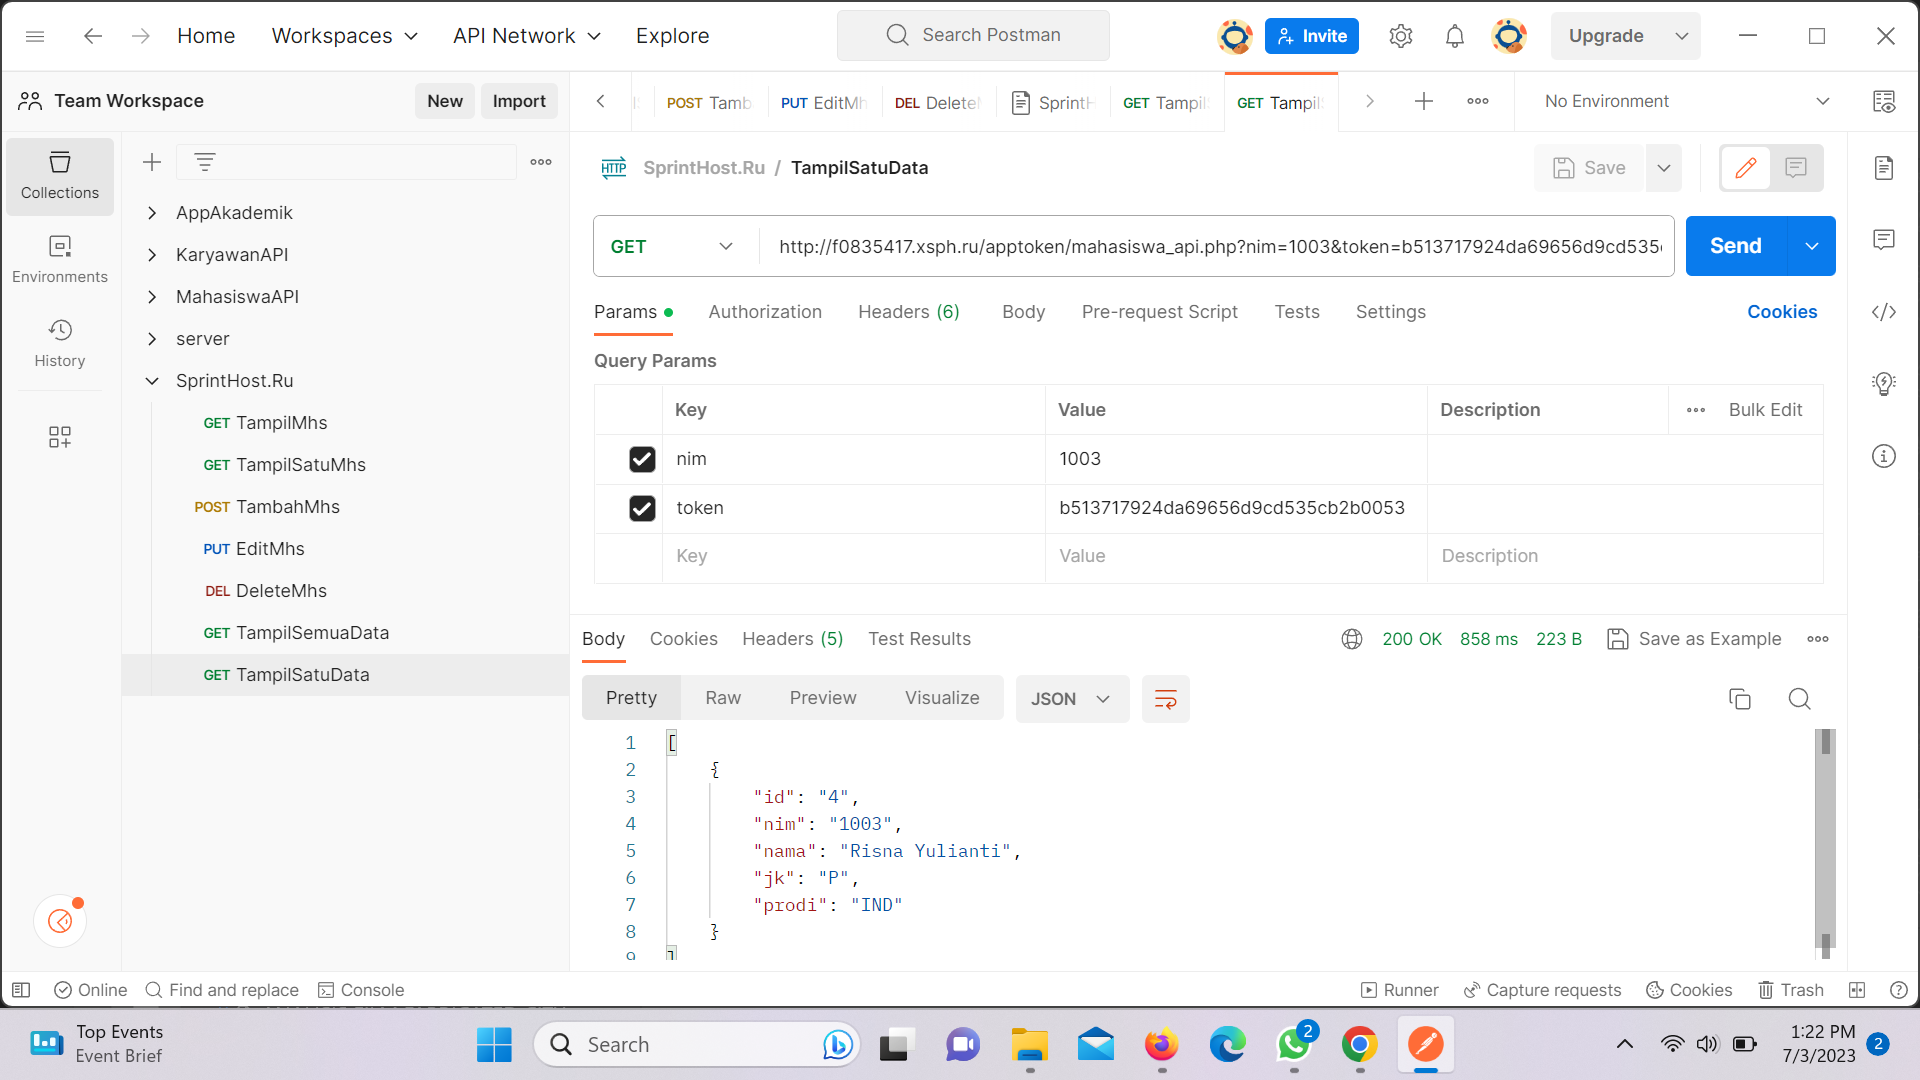 Home
Workspaces
API Network
Explore
Search Postman
Invite
Upgrade
Team Workspace
New
Import
POST Tamb
PUT EditMh
DEL Delete
SprintH
GET Tampil
GET Tampil
No Environment
Collections
Environments
History
AppAkademik
KaryawanAPI
MahasiswaAPI
server
SprintHost.Ru
GET TampilMhs
GET TampilSatuMhs
POST TambahMhs
PUT EditMhs
DEL DeleteMhs
GET TampilSemuaData
GET TampilSatuData
HTTP SprintHost.Ru / TampilSatuData
Save
GET
http://f0835417.xsph.ru/apptoken/mahasiswa_api.php?nim=1003&token=b513717924da69656d9cd535
Send
Params
Authorization
Headers (6)
Body
Pre-request Script
Tests
Settings
Cookies
Query Params
Key Value Description Bulk Edit
nim 1003
token b513717924da69656d9cd535cb2b0053
Key Value Description
Body
Cookies
Headers (5)
Test Results
200 OK 858 ms 223 B
Save as Example
Pretty
Raw
Preview
Visualize
JSON
1 [
2 {
3 "id": "4",
4 "nim": "1003",
5 "nama": "Risna Yulianti",
6 "jk": "P",
7 "prodi": "IND"
8 }
9 ]
Online
Find and replace
Console
Runner
Capture requests
Cookies
Trash
Top Events
Event Brief
Search
2
1:22 PM
7/3/2023
2